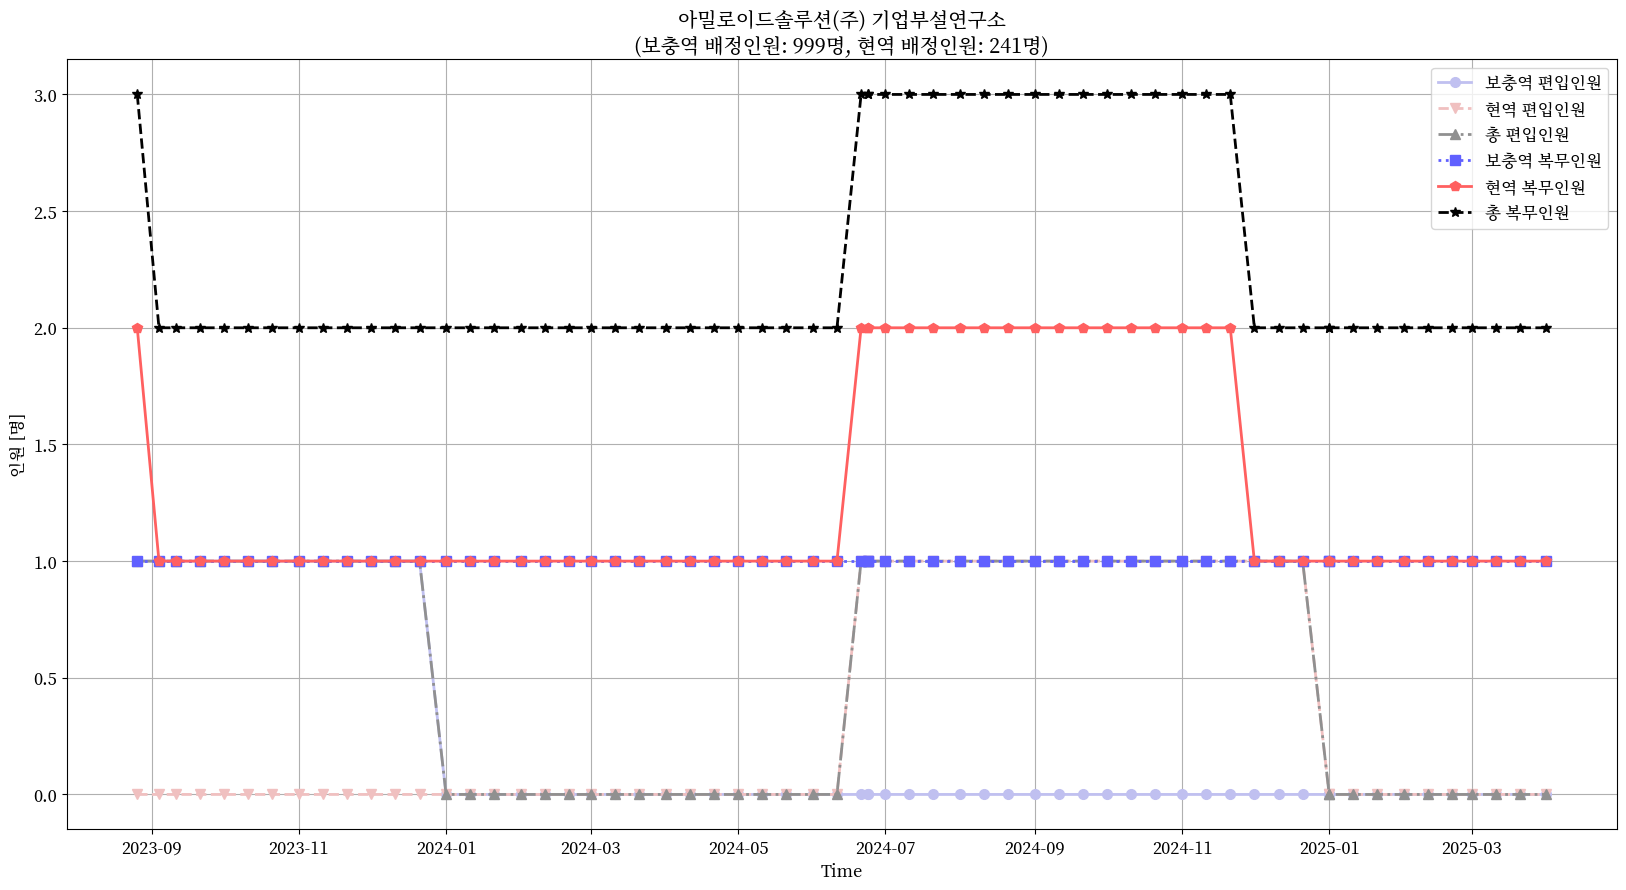 아밀로이드솔루션(주) 기업부설연구소
(보충역 배정인원: 999명, 현역 배정인원: 241명)
보충역 편입인원
현역 편입인원
총 편입인원
보충역 복무인원
현역 복무인원
총 복무인원
인원 [명]
3.0
2.5
2.0
1.5
1.0
0.5
0.0
2023-09
2023-11
2024-01
2024-03
2024-05
2024-07
2024-09
2024-11
2025-01
2025-03
Time